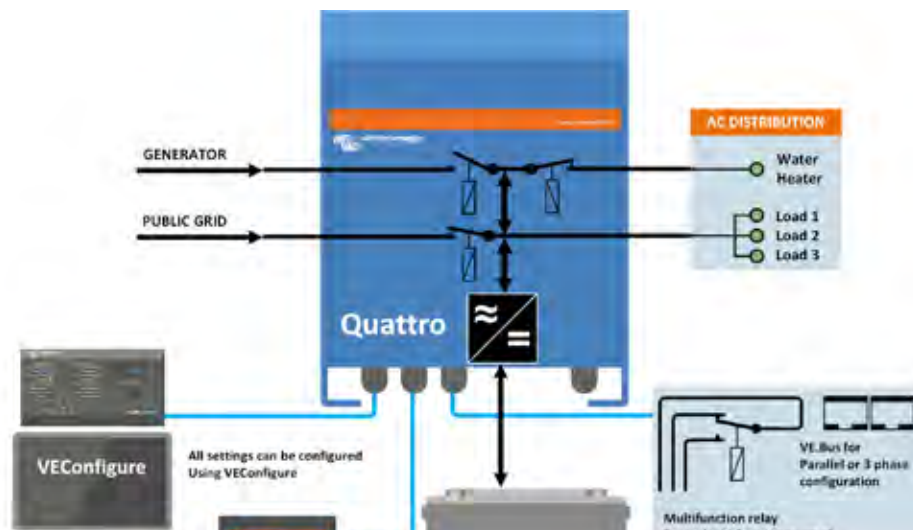 AC DISTRIBUTION
GENERATOR
Water
Heater
PUBLIC GRID
Load 1
Load 2
Load 3
Quattro
VEConfigure
All settings can be configured
Using VEConfigure
VE.Bus for
Parallel or 3 phase
configuration
Multifunction relay